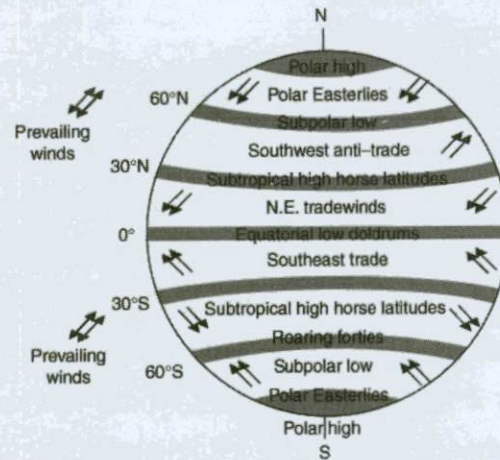 N
Polar high
60°N
Polar Easterlies
Prevailing
winds
Subpolar low
Southwest anti-trade
30°N
Subtropical high horse latitudes
N.E. tradewinds
0°
Equatorial low doldrums
Southeast trade
30°S
Subtropical high horse latitudes
Prevailing
winds
Roaring forties
60°S
Subpolar low
Polar Easterlies
Polar high
S